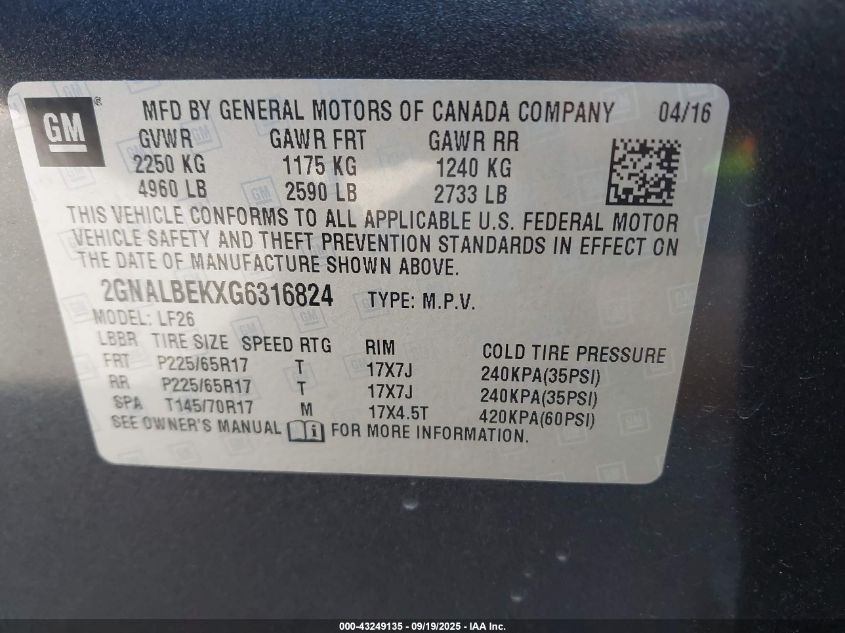 GM ® MFD BY GENERAL MOTORS OF CANADA COMPANY 04/16
GVWR GAWR FRT GAWR RR
2250 KG 1175 KG 1240 KG
4960 LB 2590 LB 2733 LB
THIS VEHICLE CONFORMS TO ALL APPLICABLE U.S. FEDERAL MOTOR
VEHICLE SAFETY AND THEFT PREVENTION STANDARDS IN EFFECT ON
THE DATE OF MANUFACTURE SHOWN ABOVE.
2GNALBEKXG6316824 TYPE: M.P.V.
MODEL: LF26
LBBR TIRE SIZE SPEED RTG RIM COLD TIRE PRESSURE
FRT P225/65R17 T 17X7J 240KPA(35PSI)
RR P225/65R17 T 17X7J 240KPA(35PSI)
SPA T145/70R17 M 17X4.5T 420KPA(60PSI)
SEE OWNER'S MANUAL i FOR MORE INFORMATION.
000-43249135 - 09/19/2025 - IAA Inc.